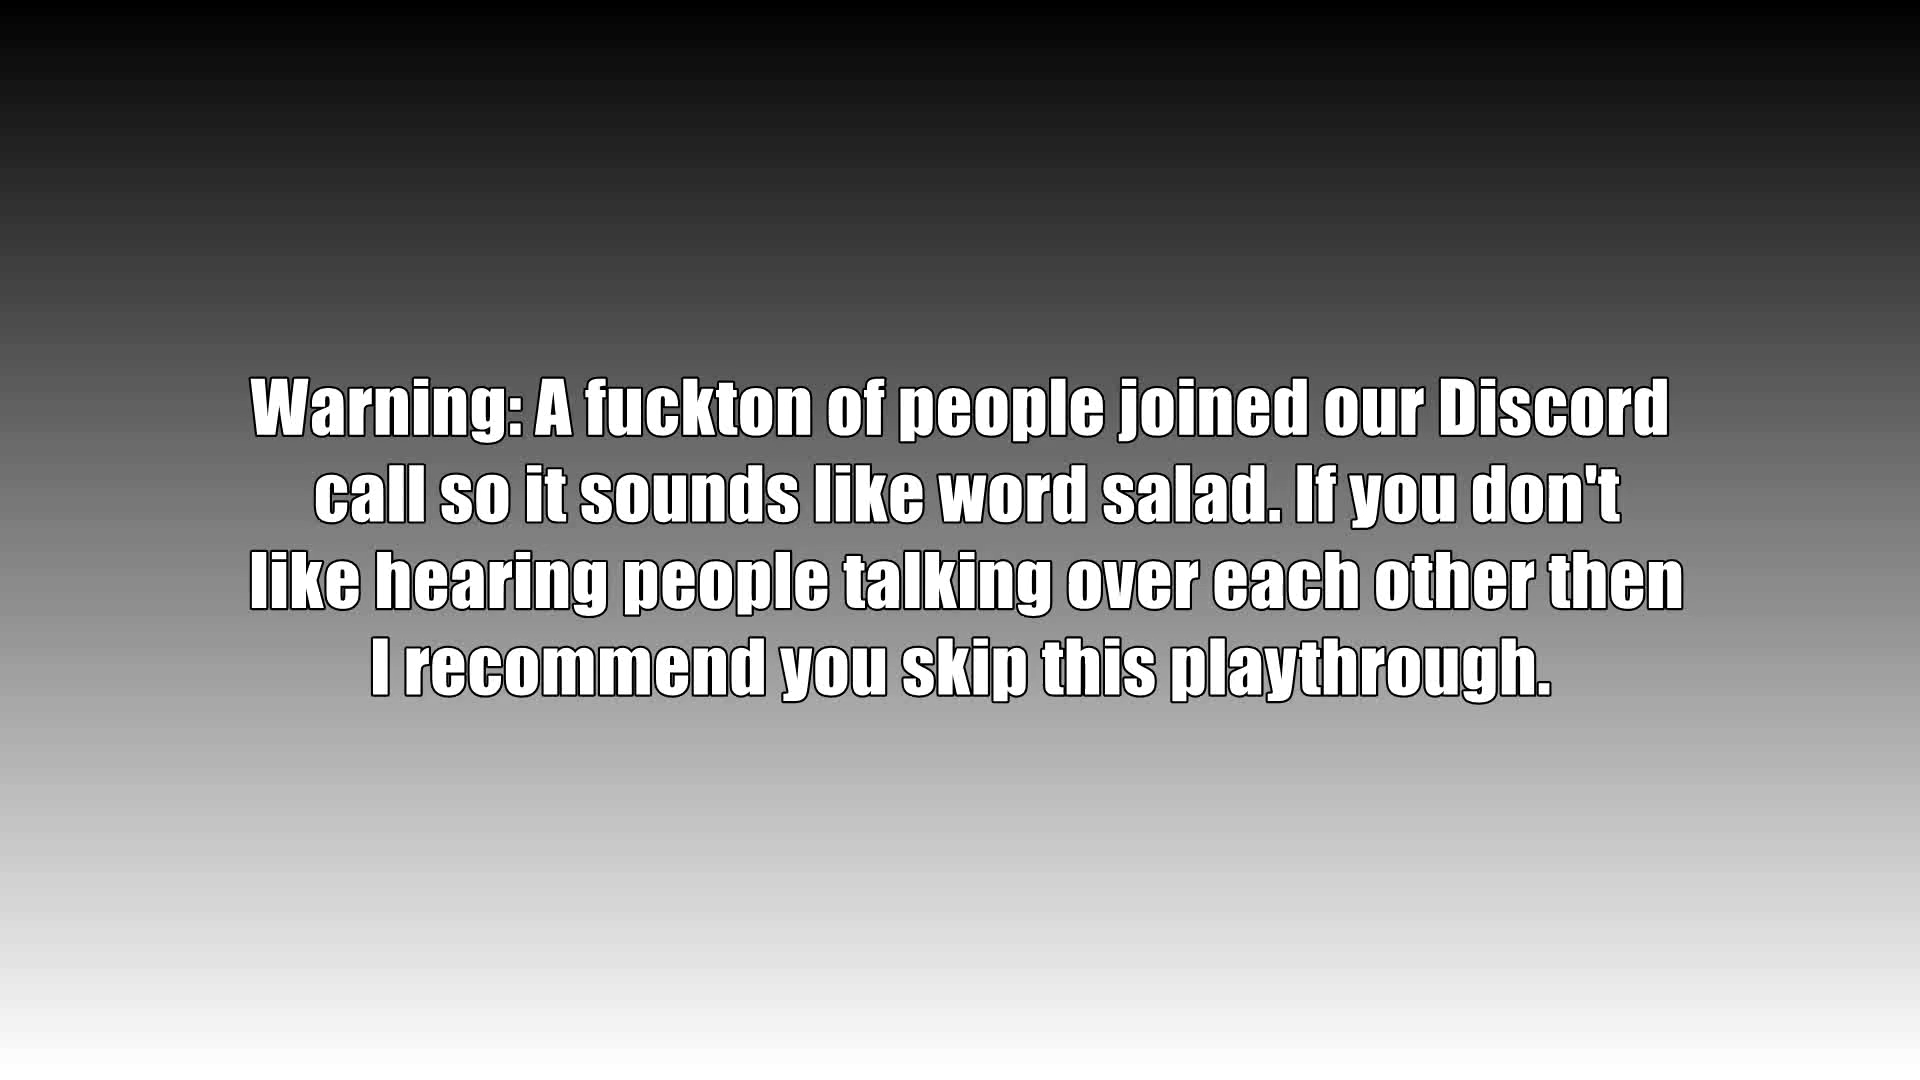 Warning: A fuckton of people joined our Discord
call so it sounds like word salad. If you don't
like hearing people talking over each other then
I recommend you skip this playthrough.